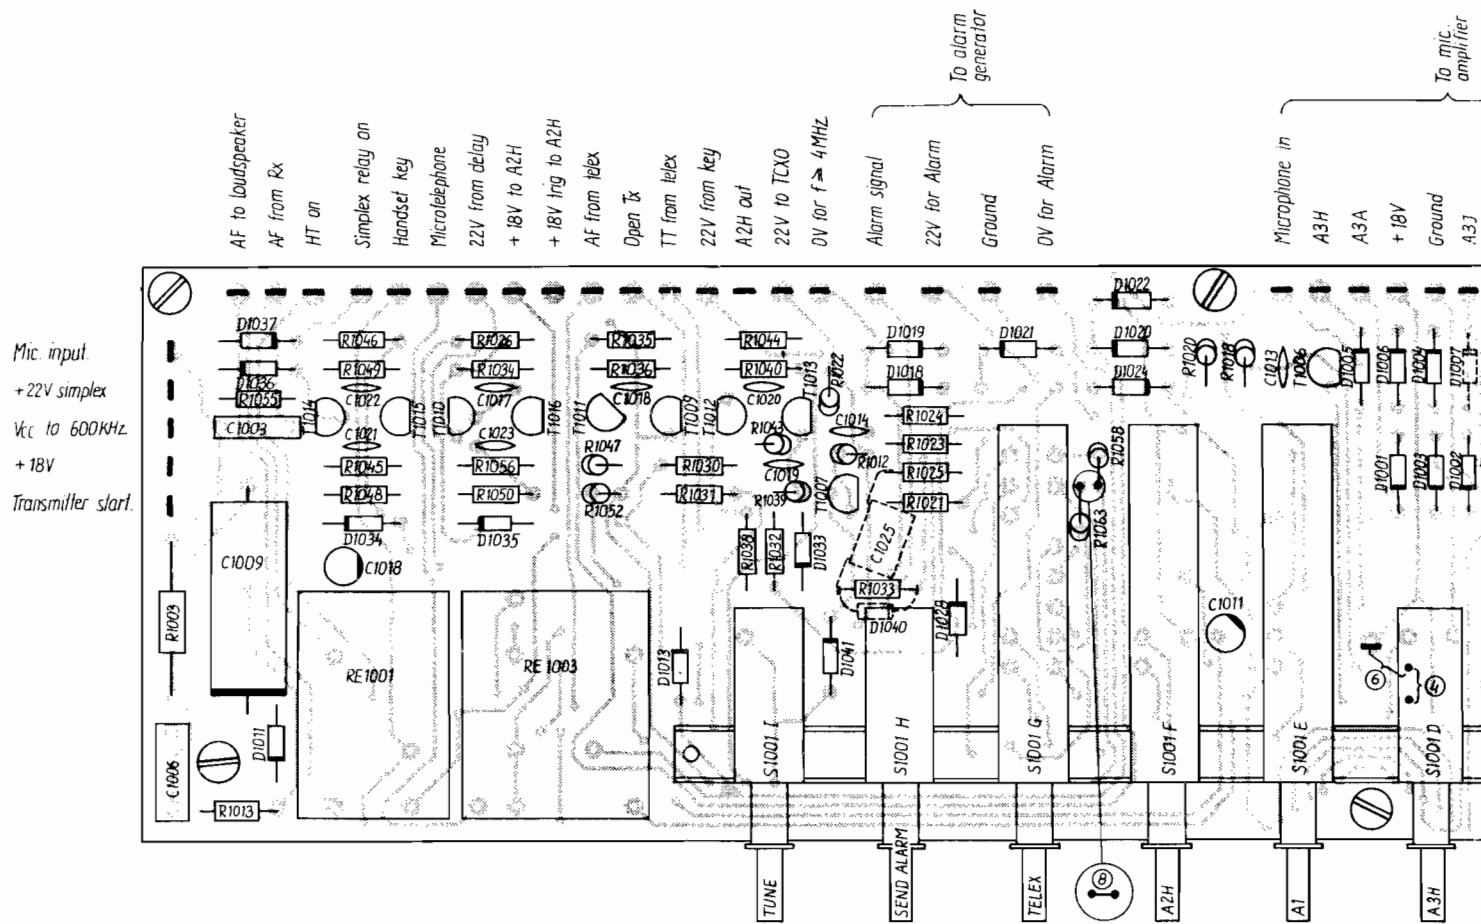 To alarm
generator
To mic.
amplifier
AF to loudspeaker
AF from Rx
HT on
Simplex relay on
Handset key
Microtelephone
22V from delay
+18V to A2H
+18V trig to A2H
AF from telex
Open Tx
TT from telex
22V from key
A2H out
22V to TCXO
0V for f ≥ 4MHz
Alarm signal
22V for Alarm
Ground
0V for Alarm
Microphone in
A3H
A3A
+18V
Ground
A3J
Mic. input.
+22V simplex
Vcc to 600KHz
+18V
Transmitter start.
D1037
D1036
R1055
C1003
T1014
R1046
R1049
C1022
C1021
R1045
R1048
D1034
C1018
T1015
T1010
R1026
R1034
C1017
C1023
R1056
R1050
D1035
T1016
T1011
R1035
R1036
C1018
R1047
R1052
T1009
R1030
R1031
T1012
R1044
R1040
C1020
T1013
R1022
R1043
C1019
R1039
C1014
R1012
T1007
R1038
R1032
D1033
D1019
D1018
R1024
R1023
R1025
R1021
C1025
R1033
D1040
D1028
D1021
D1022
D1020
D1024
R1020
R1018
C1013
T1006
D1005
D1006
D1004
D1007
R1058
R1063
D1001
D1003
D1002
C1009
R1003
C1006
D1011
R1013
RE1001
RE 1003
D1013
D1041
C1011
6
4
S1001 I
S1001 H
S1001 G
S1001 F
S1001 E
S1001 D
TUNE
SEND ALARM
TELEX
8
A2H
A1
A3H